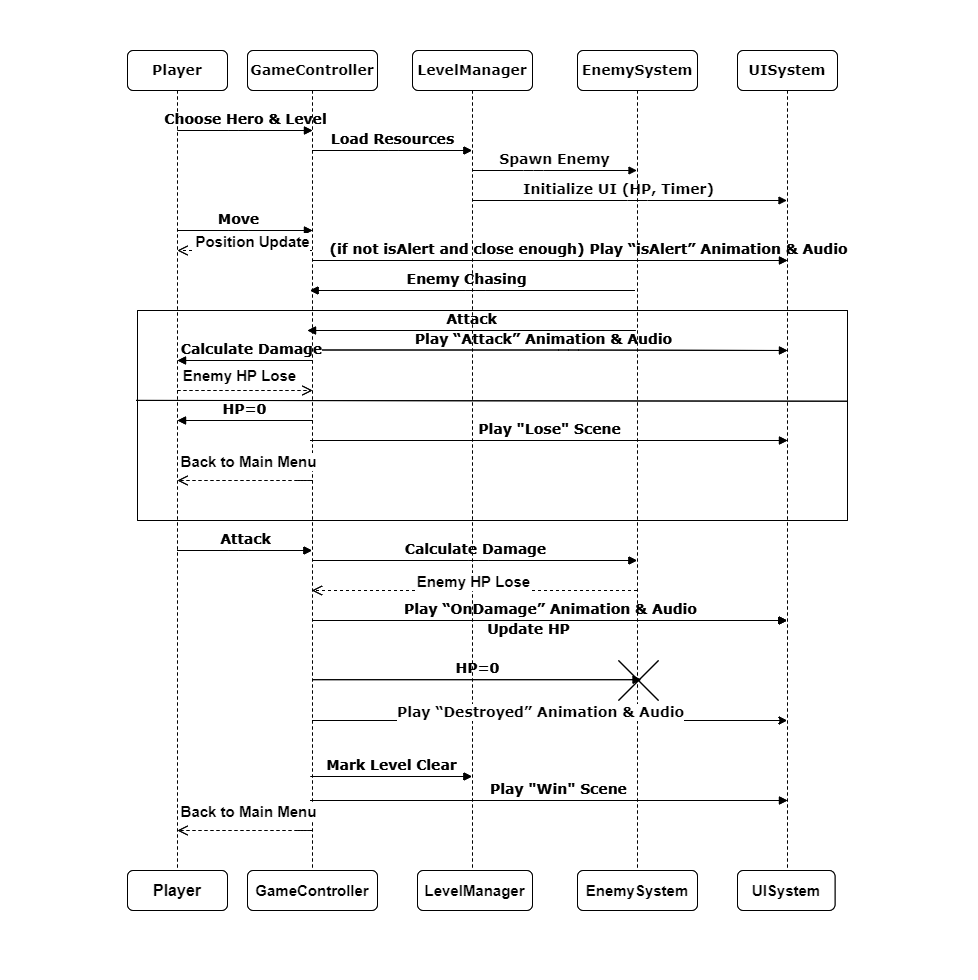 Player
GameController
LevelManager
EnemySystem
UISystem
Choose Hero & Level
Load Resources
Spawn Enemy
Initialize UI (HP, Timer)
Move
Position Update
(if not isAlert and close enough) Play “isAlert” Animation & Audio
Enemy Chasing
Attack
Play “Attack” Animation & Audio
Calculate Damage
Enemy HP Lose
HP=0
Play "Lose" Scene
Back to Main Menu
Attack
Calculate Damage
Enemy HP Lose
Play “OnDamage” Animation & Audio
Update HP
HP=0
Play “Destroyed” Animation & Audio
Mark Level Clear
Play "Win" Scene
Back to Main Menu
Player
GameController
LevelManager
EnemySystem
UISystem